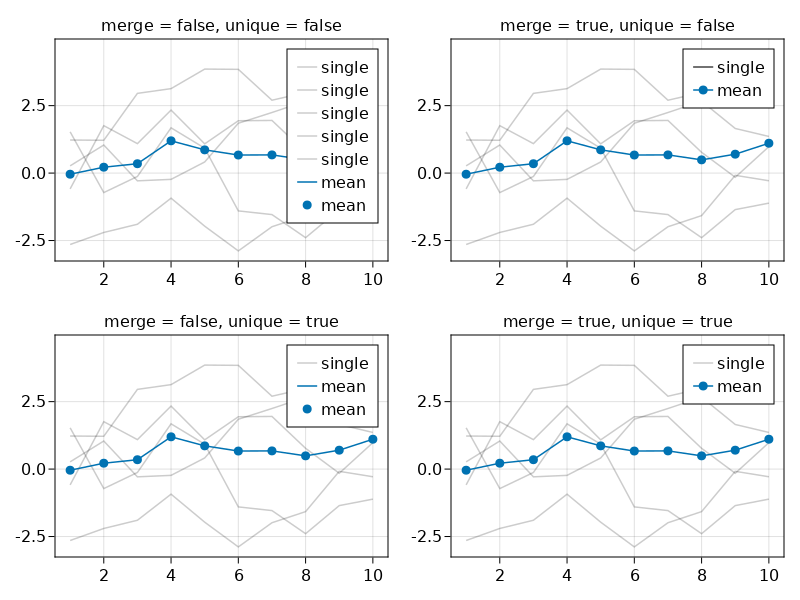 merge = false, unique = false
single
single
single
single
single
mean
mean
2.5
0.0
-2.5
2
4
6
8
10
merge = true, unique = false
single
mean
2.5
0.0
-2.5
2
4
6
8
10
merge = false, unique = true
single
mean
mean
2.5
0.0
-2.5
2
4
6
8
10
merge = true, unique = true
single
mean
2.5
0.0
-2.5
2
4
6
8
10